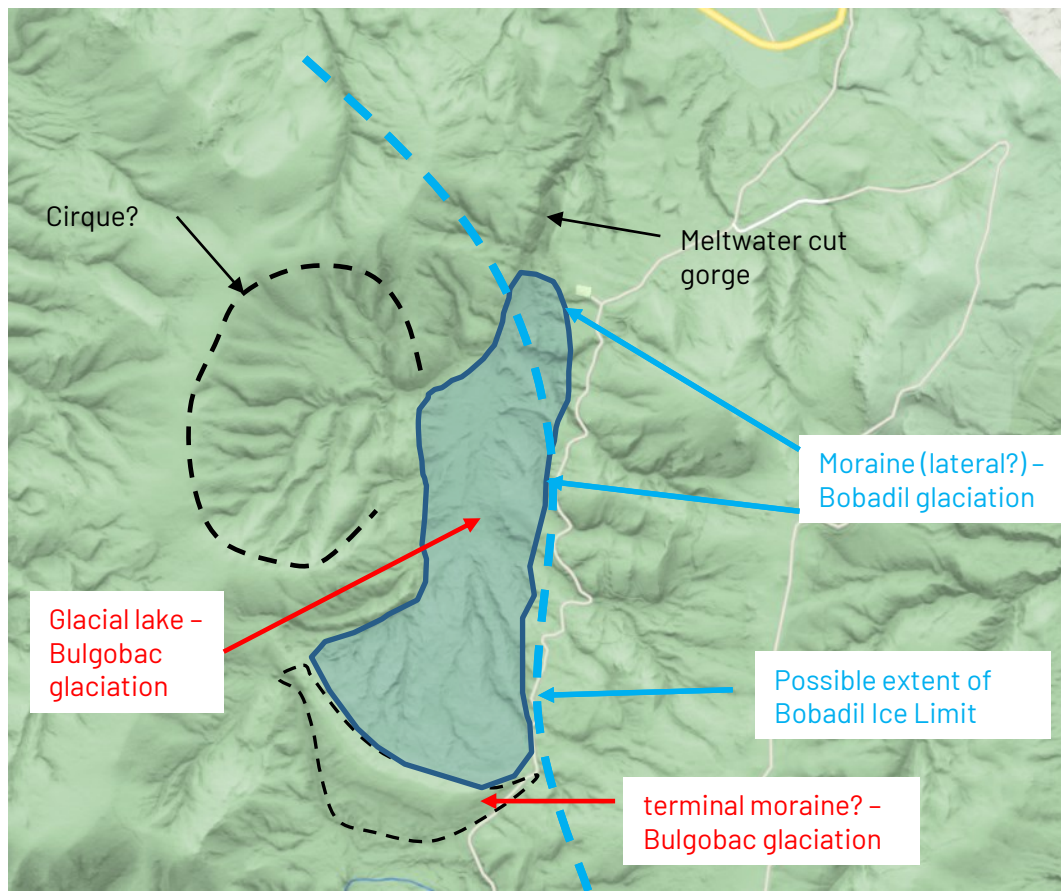 Cirque?
Meltwater cut
gorge
Moraine (lateral?) –
Bobadil glaciation
Glacial lake –
Bulgobac
glaciation
Possible extent of
Bobadil Ice Limit
terminal moraine? –
Bulgobac glaciation